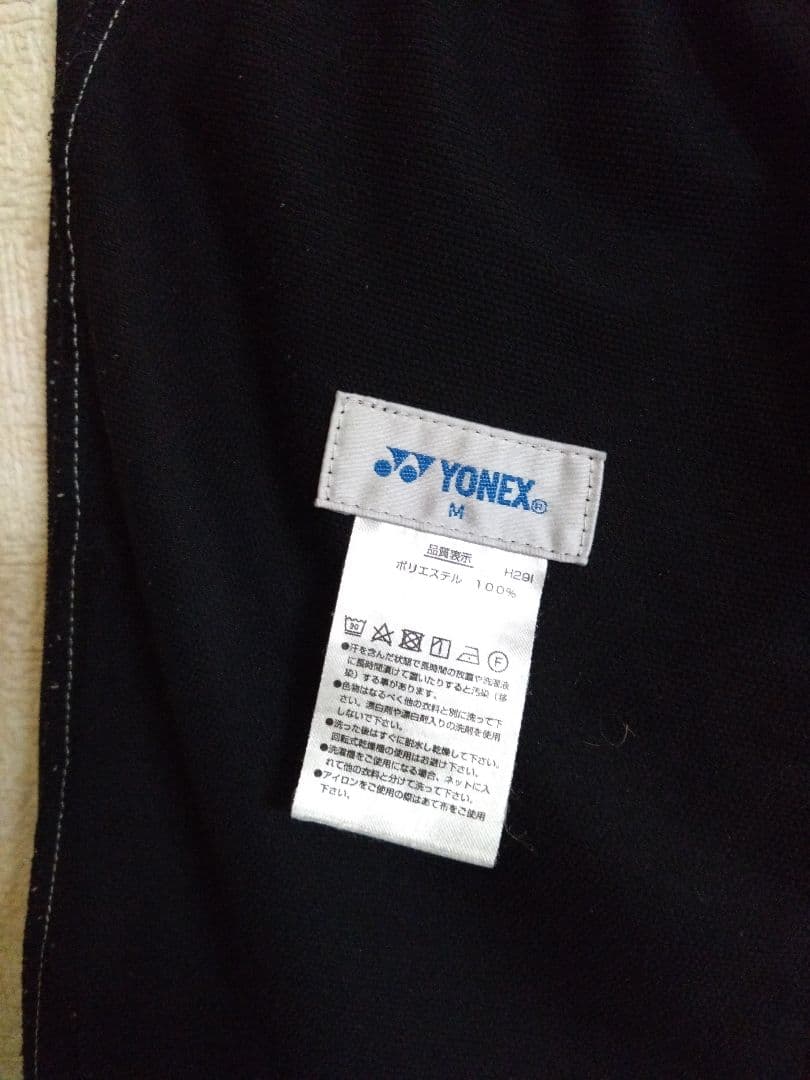 YONEX®
M
品質表示 H29I
ポリエステル 100%
●汗を含んだ状態で長時間の放置や洗濯液
に長時間漬けて置いたりすると汚染（移
染）する事があります。
●色物はなるべく他の衣料と別に洗って下
さい。漂白剤や漂白剤入りの洗剤を使用
しないで下さい。
●洗った後はすぐに脱水し乾燥して下さい。
回転式乾燥機の使用はお避け下さい。
●洗濯機をご使用になる場合、ネットに入
れて他の衣料と分けて洗って下さい。
●アイロンをご使用の際はあて布をご使用
下さい。